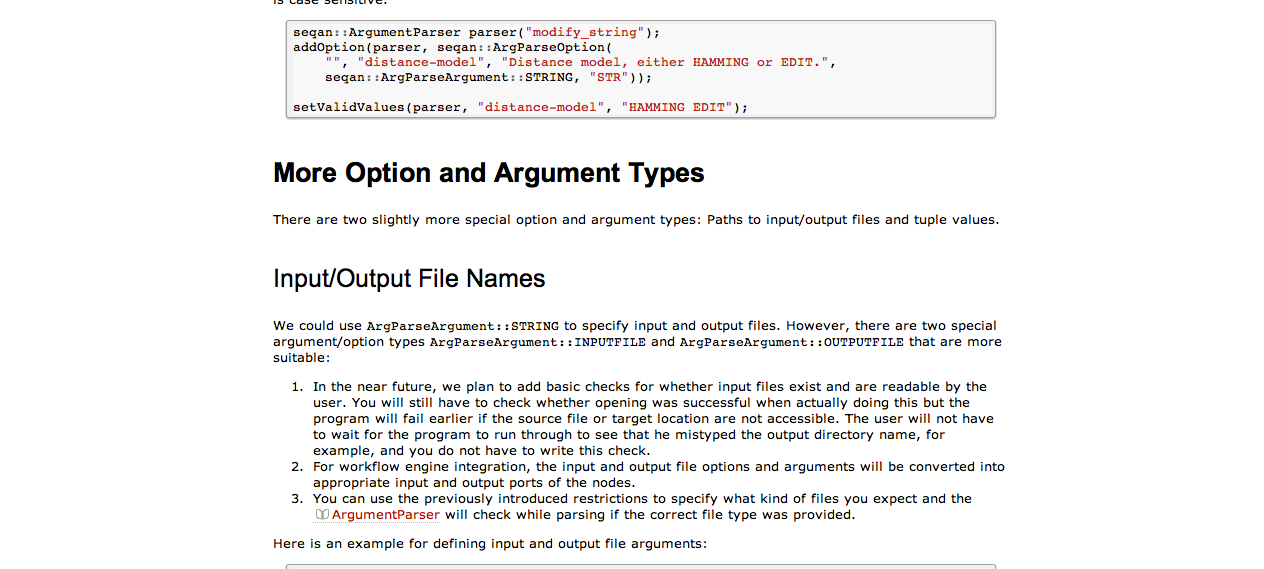 is case sensitive.
seqan::ArgumentParser parser("modify_string");
addOption(parser, seqan::ArgParseOption(
    "", "distance-model", "Distance model, either HAMMING or EDIT.",
    seqan::ArgParseArgument::STRING, "STR"));
setValidValues(parser, "distance-model", "HAMMING EDIT");
More Option and Argument Types
There are two slightly more special option and argument types: Paths to input/output files and tuple values.
Input/Output File Names
We could use ArgParseArgument::STRING to specify input and output files. However, there are two special
argument/option types ArgParseArgument::INPUTFILE and ArgParseArgument::OUTPUTFILE that are more
suitable:
1. In the near future, we plan to add basic checks for whether input files exist and are readable by the
user. You will still have to check whether opening was successful when actually doing this but the
program will fail earlier if the source file or target location are not accessible. The user will not have
to wait for the program to run through to see that he mistyped the output directory name, for
example, and you do not have to write this check.
2. For workflow engine integration, the input and output file options and arguments will be converted into
appropriate input and output ports of the nodes.
3. You can use the previously introduced restrictions to specify what kind of files you expect and the
ArgumentParser will check while parsing if the correct file type was provided.
Here is an example for defining input and output file arguments: